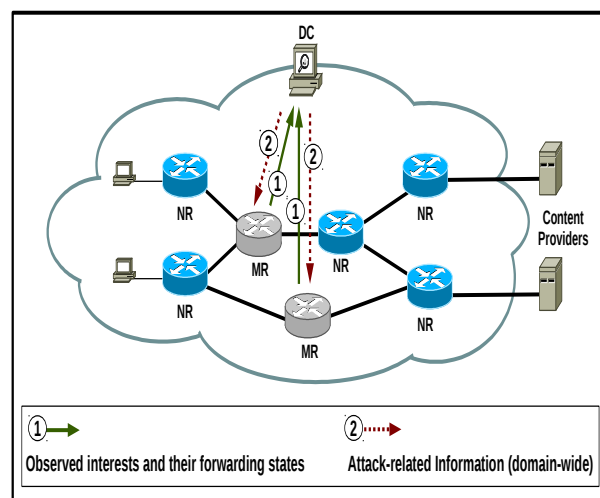 DC
2
2
1
1
NR
NR
Content
Providers
MR
NR
NR
NR
MR
1
2
Observed interests and their forwarding states
Attack-related Information (domain-wide)